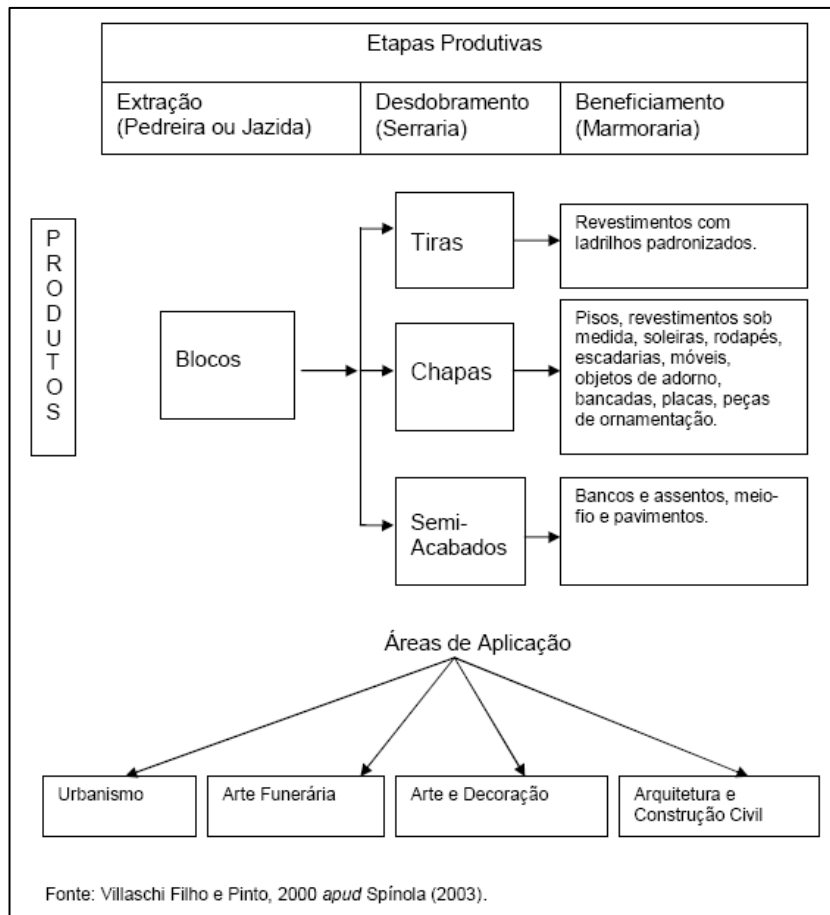 Etapas Produtivas
Extração
(Pedreira ou Jazida)
Desdobramento
(Serraria)
Beneficiamento
(Marmoraria)
P
R
O
D
U
T
O
S
Blocos
Tiras
Revestimentos com
ladrilhos padronizados.
Chapas
Pisos, revestimentos sob
medida, soleiras, rodapés,
escadarias, móveis,
objetos de adorno,
bancadas, placas, peças
de ornamentação.
Semi-
Acabados
Bancos e assentos, meio-
fio e pavimentos.
Áreas de Aplicação
Urbanismo
Arte Funerária
Arte e Decoração
Arquitetura e
Construção Civil
Fonte: Villaschi Filho e Pinto, 2000 apud Spínola (2003).